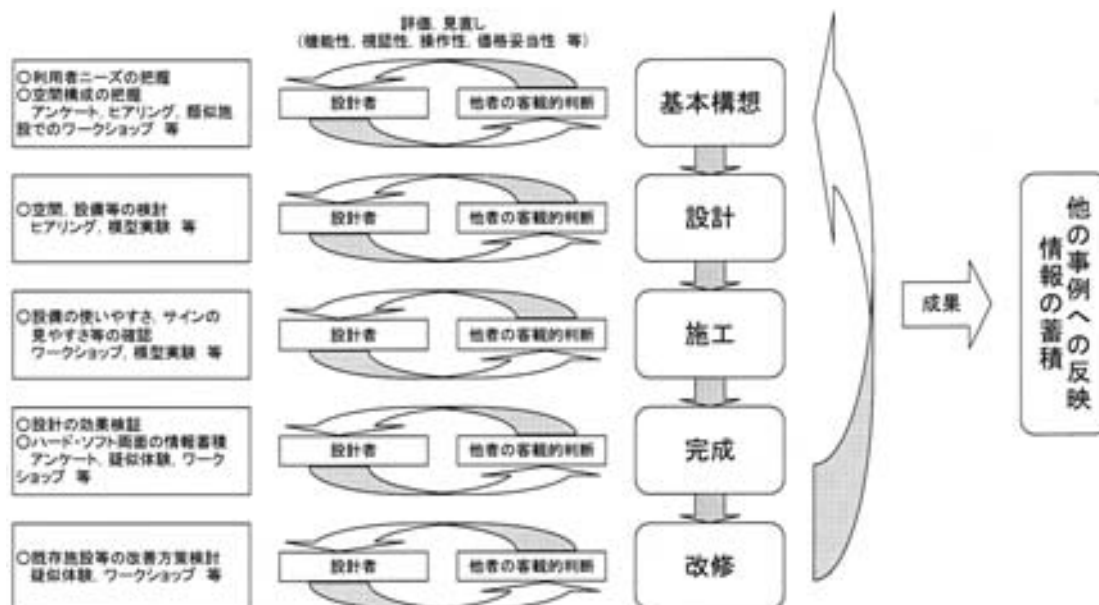 評価、見直し
（機能性、視認性、操作性、価格妥当性 等）
○利用者ニーズの把握
○空間構成の把握
アンケート、ヒアリング、類似施
設でのワークショップ 等
設計者
他者の客観的判断
基本構想
○空間、設備等の検討
ヒアリング、模型実験 等
設計者
他者の客観的判断
設計
○設備の使いやすさ、サインの
見やすさ等の確認
ワークショップ、模型実験 等
設計者
他者の客観的判断
施工
○設計の効果検証
○ハード・ソフト両面の情報蓄積
アンケート、疑似体験、ワーク
ショップ 等
設計者
他者の客観的判断
完成
○既存施設等の改善方策検討
疑似体験、ワークショップ 等
設計者
他者の客観的判断
改修
成果
他の事例への反映
情報の蓄積